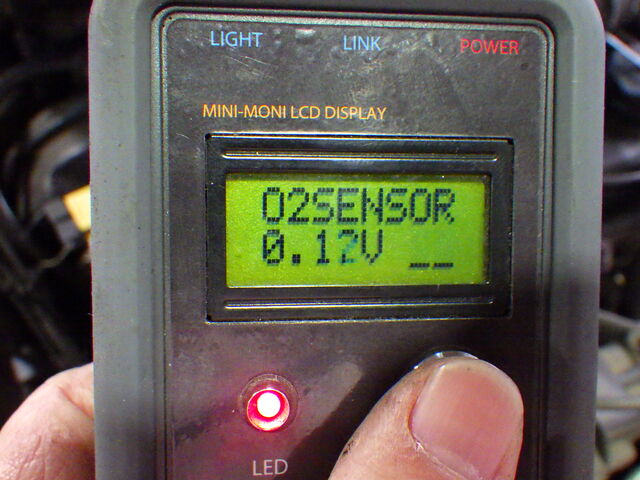 LIGHT LINK POWER
MINI-MONI LCD DISPLAY
O2SENSOR
0.12V __
LED